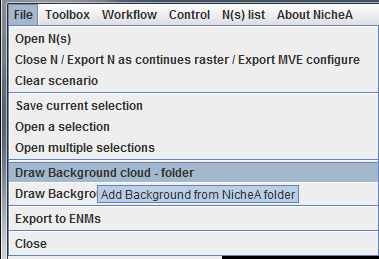 File Toolbox Workflow Control N(s) list About NicheA
Open N(s)
Close N / Export N as continues raster / Export MVE configure
Clear scenario
Save current selection
Open a selection
Open multiple selections
Draw Background cloud - folder
Draw Add Background from NicheA folder
Export to ENMs
Close